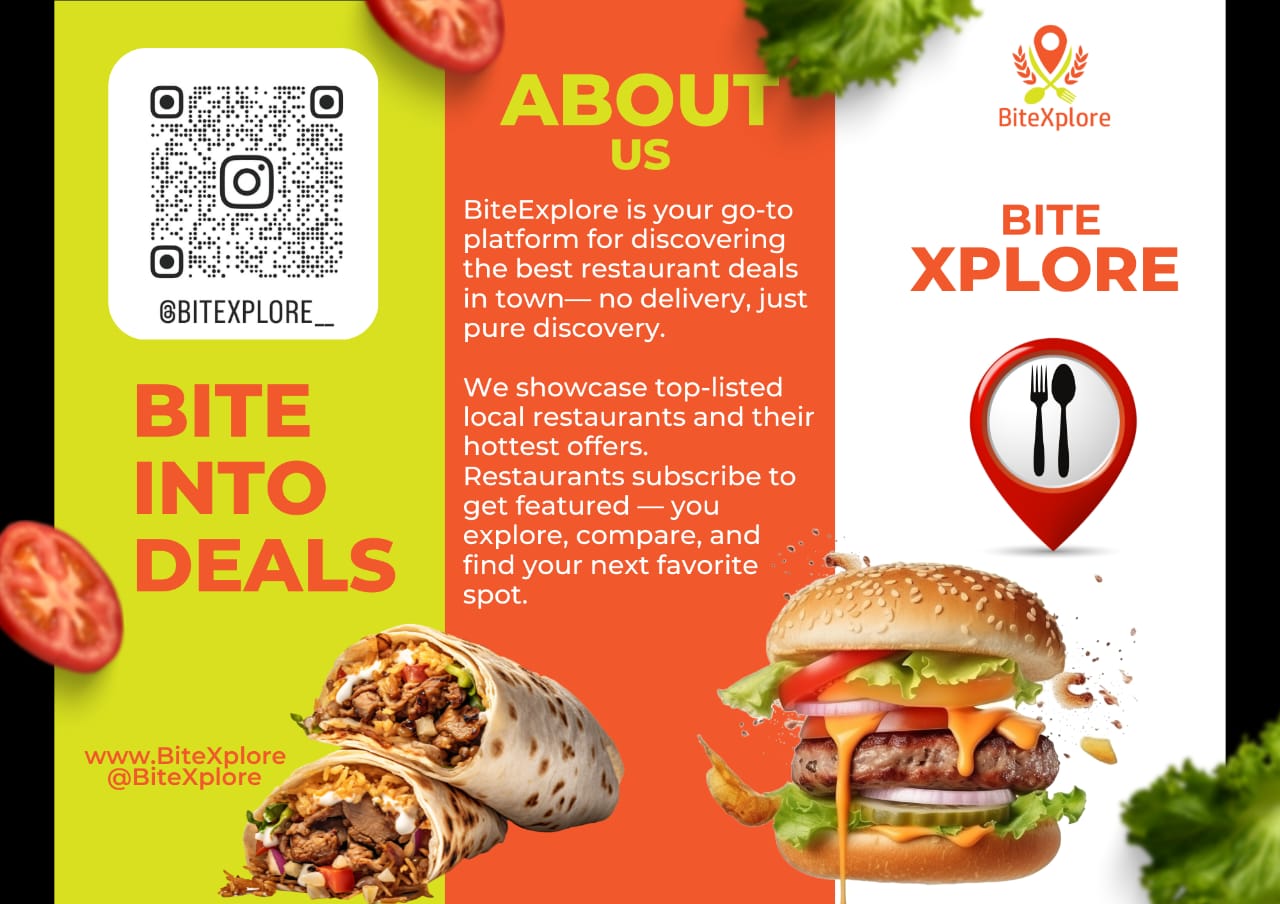 @BITEXPLORE__
BITE
INTO
DEALS
www.BiteXplore
@BiteXplore
ABOUT
US
BiteExplore is your go-to
platform for discovering
the best restaurant deals
in town— no delivery, just
pure discovery.
We showcase top-listed
local restaurants and their
hottest offers.
Restaurants subscribe to
get featured — you
explore, compare, and
find your next favorite
spot.
BiteXplore
BITE
XPLORE